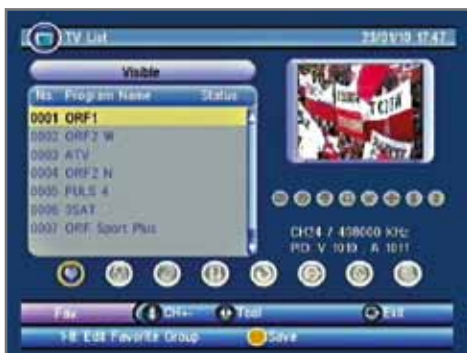 TV List 23/01/10 17:47
Visible
No. Program Name Status
0001 ORF1
0002 ORF2 W
0003 ATV
0004 ORF2 N
0005 PULS 4
0006 3SAT
0007 ORF Sport Plus
CH24 / 498000 KHz
PID: V 1010 , A 1011
Fav CH+- Tool Exit
1-8: Edit Favorite Group Save